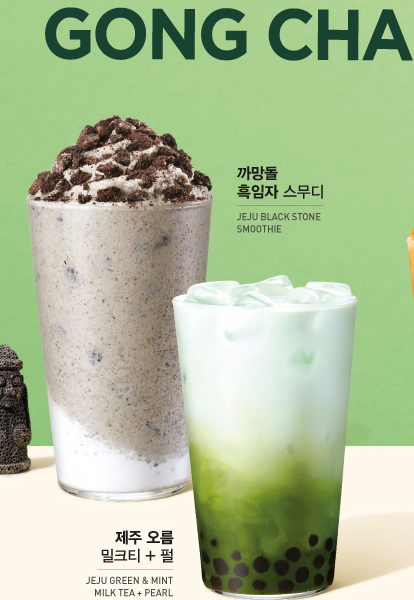 GONG CHA
까망돌
흑임자 스무디
JEJU BLACK STONE
SMOOTHIE
제주 오름
밀크티 + 펄
JEJU GREEN & MINT
MILK TEA + PEARL